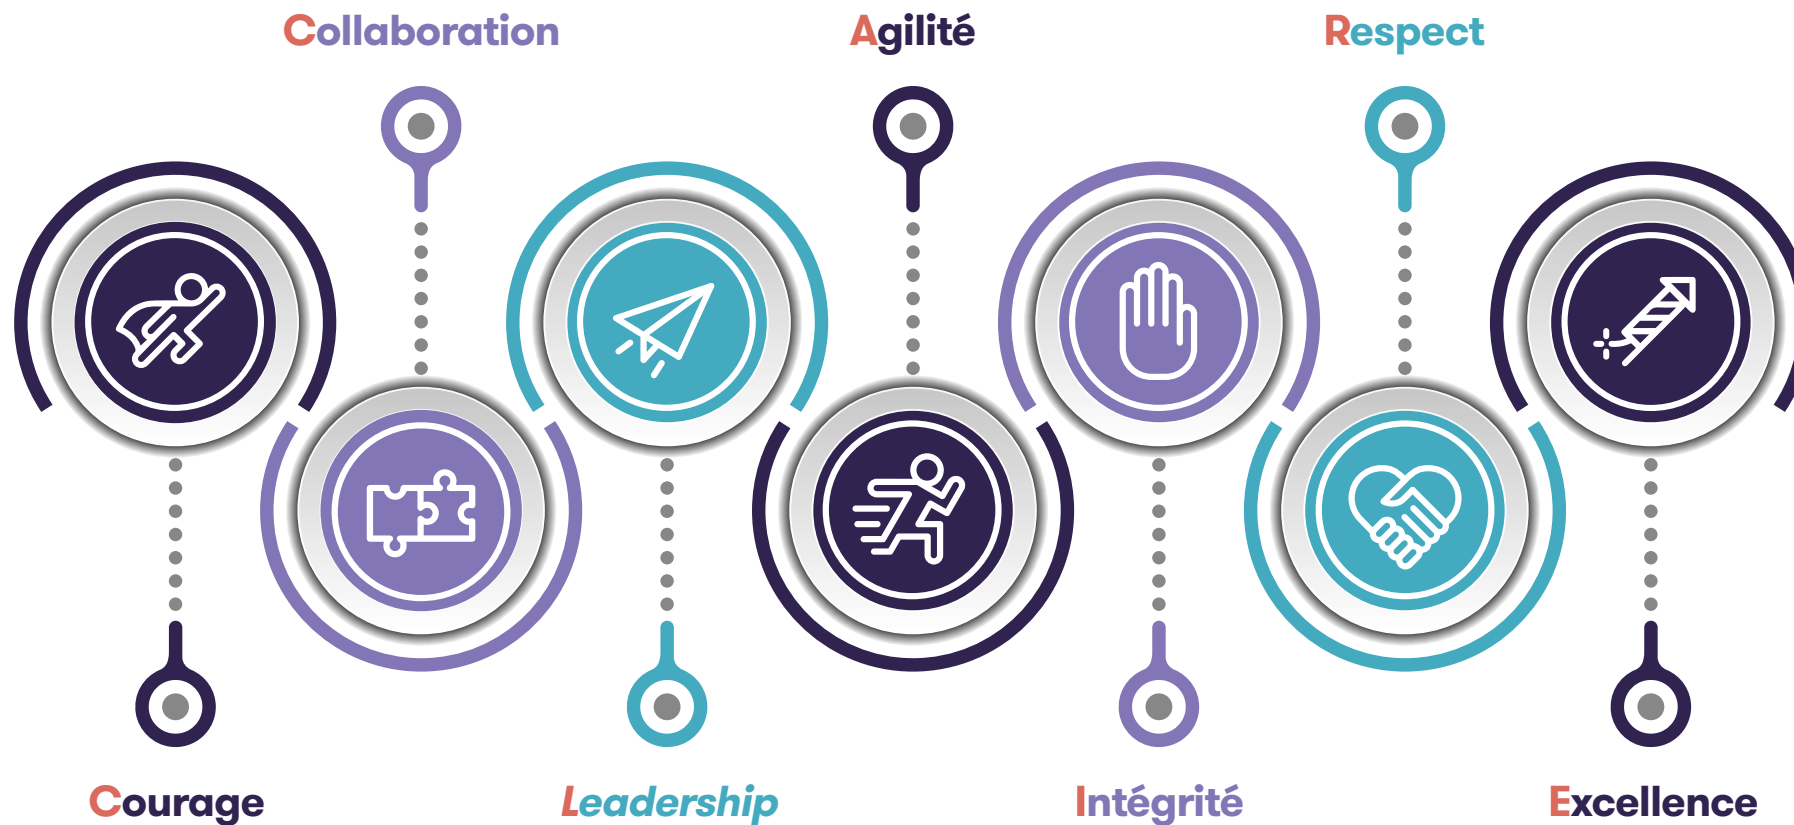 Collaboration
Agilité
Respect
Courage
Leadership
Intégrité
Excellence